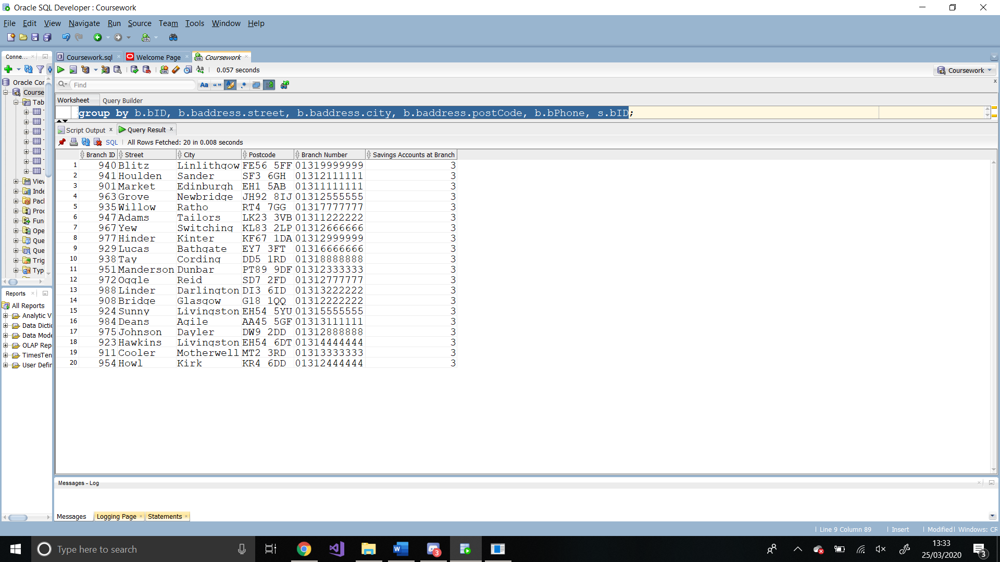 Oracle SQL Developer : Coursework
File Edit View Navigate Run Source Team Tools Window Help
Conne... Coursework.sql Welcome Page Coursework
0.057 seconds Coursework
Find Aa “ ” .*
Oracle Cor
Course
Tab
View
Inde
Pack
Proc
Fun
Ope
Que
Que
Trig
Typ
Worksheet Query Builder
group by b.bID, b.baddress.street, b.baddress.city, b.baddress.postCode, b.bPhone, s.bID;
Script Output Query Result
SQL All Rows Fetched: 20 in 0.008 seconds
Branch ID Street City Postcode Branch Number Savings Accounts at Branch
1 940 Blitz Linlithgow FE56 5FF 01319999999 3
2 941 Houlden Sander SF3 6GH 01312111111 3
3 901 Market Edinburgh EH1 5AB 01311111111 3
4 963 Grove Newbridge JH92 8IJ 01312555555 3
5 935 Willow Ratho RT4 7GG 01317777777 3
6 947 Adams Tailors LK23 3VB 01311222222 3
7 967 Yew Switching KL83 2LP 01312666666 3
8 977 Hinder Kinter KF67 1DA 01312999999 3
9 929 Lucas Bathgate EY7 3FT 01316666666 3
10 938 Tay Cording DD5 1RD 01318888888 3
11 951 Manderson Dunbar PT89 9DF 01312333333 3
12 972 Oggle Reid SD7 2FD 01312777777 3
13 988 Linder Darlington DI3 6ID 01313222222 3
14 908 Bridge Glasgow G18 1QQ 01312222222 3
15 924 Sunny Livingston EH54 5YU 01315555555 3
16 984 Deans Agile AA45 5GF 01313111111 3
17 975 Johnson Dayler DW9 2DD 01312888888 3
18 923 Hawkins Livingston EH54 6DT 01314444444 3
19 911 Cooler Motherwell MT2 3RD 01313333333 3
20 954 Howl Kirk KR4 6DD 01312444444 3
Reports
All Reports
Analytic V
Data Dictio
Data Mode
OLAP Rep
TimesTen
User Defin
Messages - Log
Messages Logging Page Statements
Line 9 Column 89 Insert Modified Windows: CR
Type here to search
3
13:33
25/03/2020
3